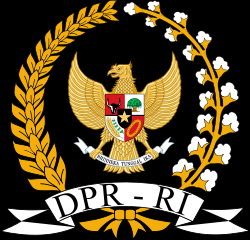 BHINNEKA TUNGGAL IKA
DPR - RI